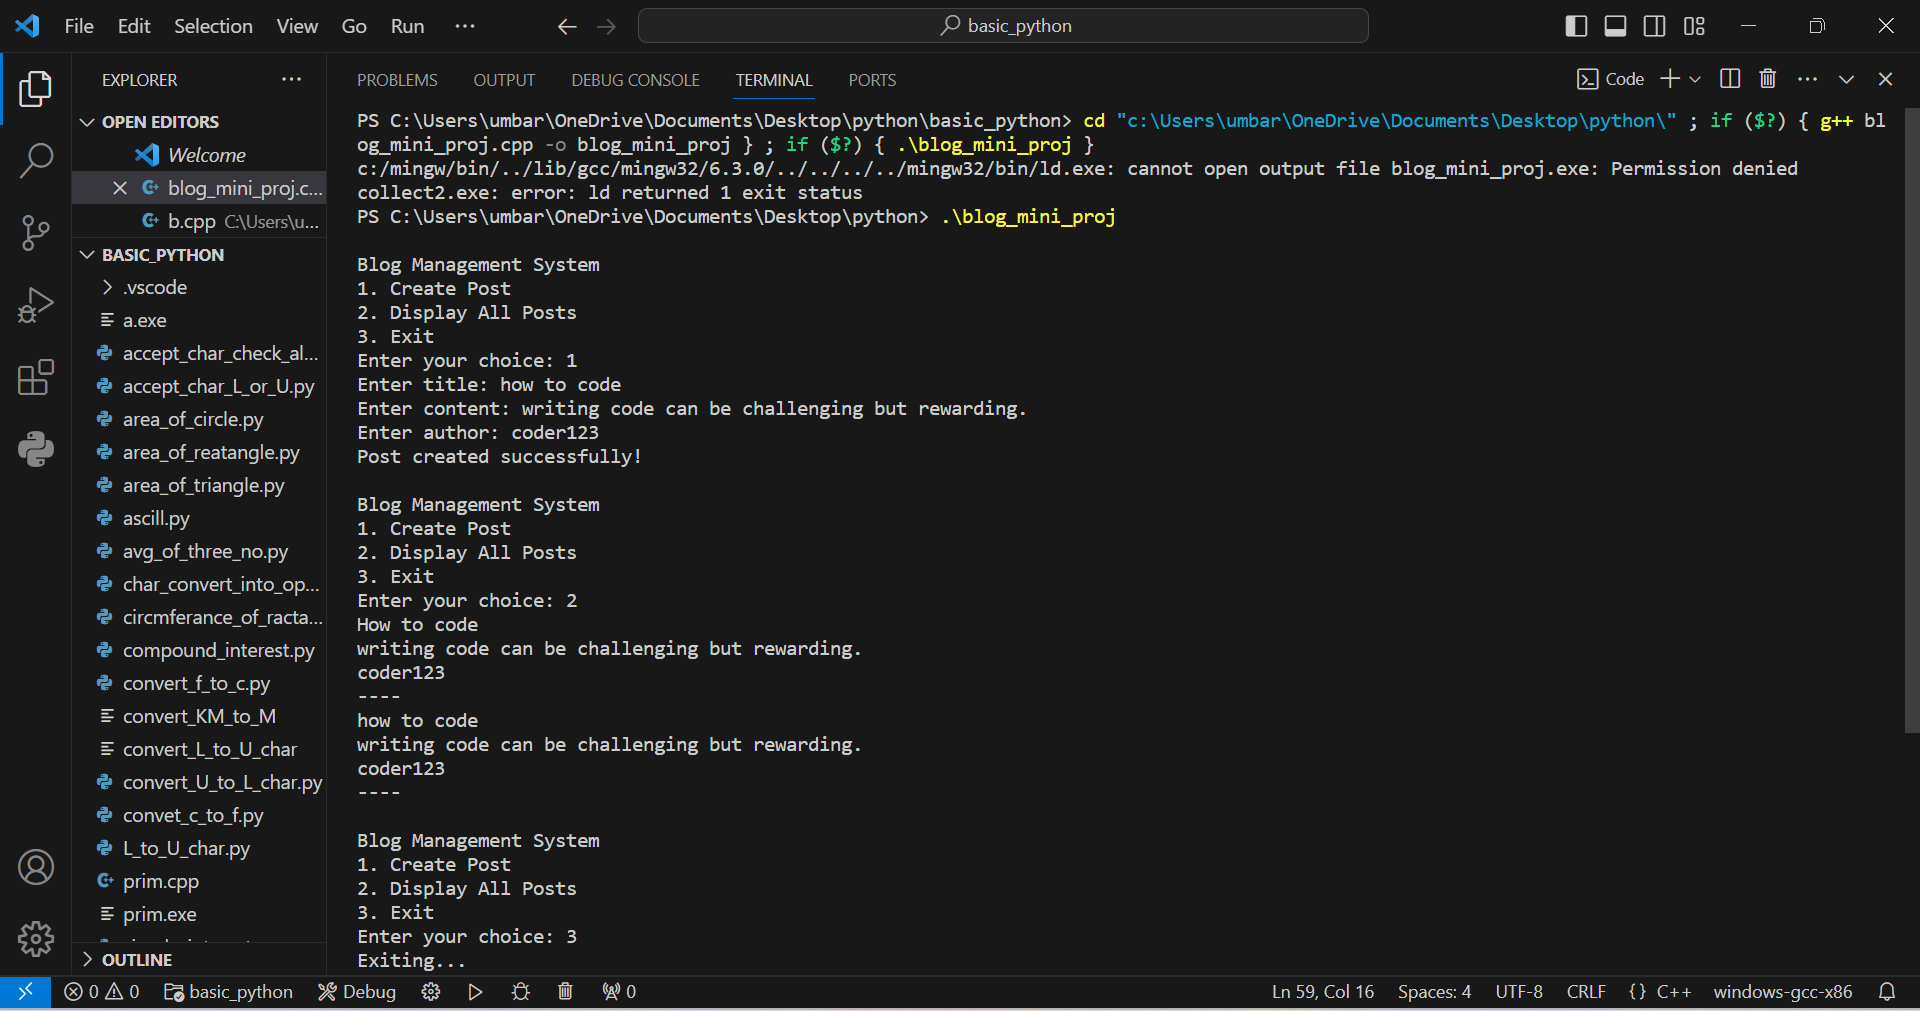 File Edit Selection View Go Run ···
basic_python
EXPLORER ···
OPEN EDITORS
Welcome
blog_mini_proj.c...
b.cpp C:\Users\u...
BASIC_PYTHON
.vscode
a.exe
accept_char_check_al...
accept_char_L_or_U.py
area_of_circle.py
area_of_reatangle.py
area_of_triangle.py
ascill.py
avg_of_three_no.py
char_convert_into_op...
circmferance_of_racta...
compound_interest.py
convert_f_to_c.py
convert_KM_to_M
convert_L_to_U_char
convert_U_to_L_char.py
convet_c_to_f.py
L_to_U_char.py
prim.cpp
prim.exe
OUTLINE
PROBLEMS OUTPUT DEBUG CONSOLE TERMINAL PORTS
Code
PS C:\Users\umbar\OneDrive\Documents\Desktop\python\basic_python> cd "c:\Users\umbar\OneDrive\Documents\Desktop\python\" ; if ($?) { g++ bl
og_mini_proj.cpp -o blog_mini_proj } ; if ($?) { .\blog_mini_proj }
c:/mingw/bin/../lib/gcc/mingw32/6.3.0/../../../../mingw32/bin/ld.exe: cannot open output file blog_mini_proj.exe: Permission denied
collect2.exe: error: ld returned 1 exit status
PS C:\Users\umbar\OneDrive\Documents\Desktop\python> .\blog_mini_proj
Blog Management System
1. Create Post
2. Display All Posts
3. Exit
Enter your choice: 1
Enter title: how to code
Enter content: writing code can be challenging but rewarding.
Enter author: coder123
Post created successfully!
Blog Management System
1. Create Post
2. Display All Posts
3. Exit
Enter your choice: 2
How to code
writing code can be challenging but rewarding.
coder123
----
how to code
writing code can be challenging but rewarding.
coder123
----
Blog Management System
1. Create Post
2. Display All Posts
3. Exit
Enter your choice: 3
Exiting...
0 0 basic_python Debug 0
Ln 59, Col 16 Spaces: 4 UTF-8 CRLF {} C++ windows-gcc-x86